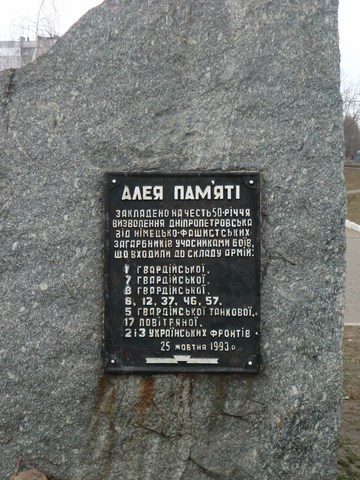 АЛЕЯ ПАМ'ЯТІ
ЗАКЛАДЕНО НА ЧЕСТЬ 50-РІЧЧЯ
ВИЗВОЛЕННЯ ДНІПРОПЕТРОВСЬКА
ВІД НІМЕЦЬКО-ФАШИСТСЬКИХ
ЗАГАРБНИКІВ УЧАСНИКАМИ БОЇВ,
ЩО ВХОДИЛИ ДО СКЛАДУ АРМІЙ:
1 ГВАРДІЙСЬКОЇ,
7 ГВАРДІЙСЬКОЇ,
8 ГВАРДІЙСЬКОЇ,
6, 12, 37, 46, 57,
5 ГВАРДІЙСЬКОЇ ТАНКОВОЇ,
17 ПОВІТРЯНОЇ,
2 І 3 УКРАЇНСЬКИХ ФРОНТІВ
25 ЖОВТНЯ 1993 Р.